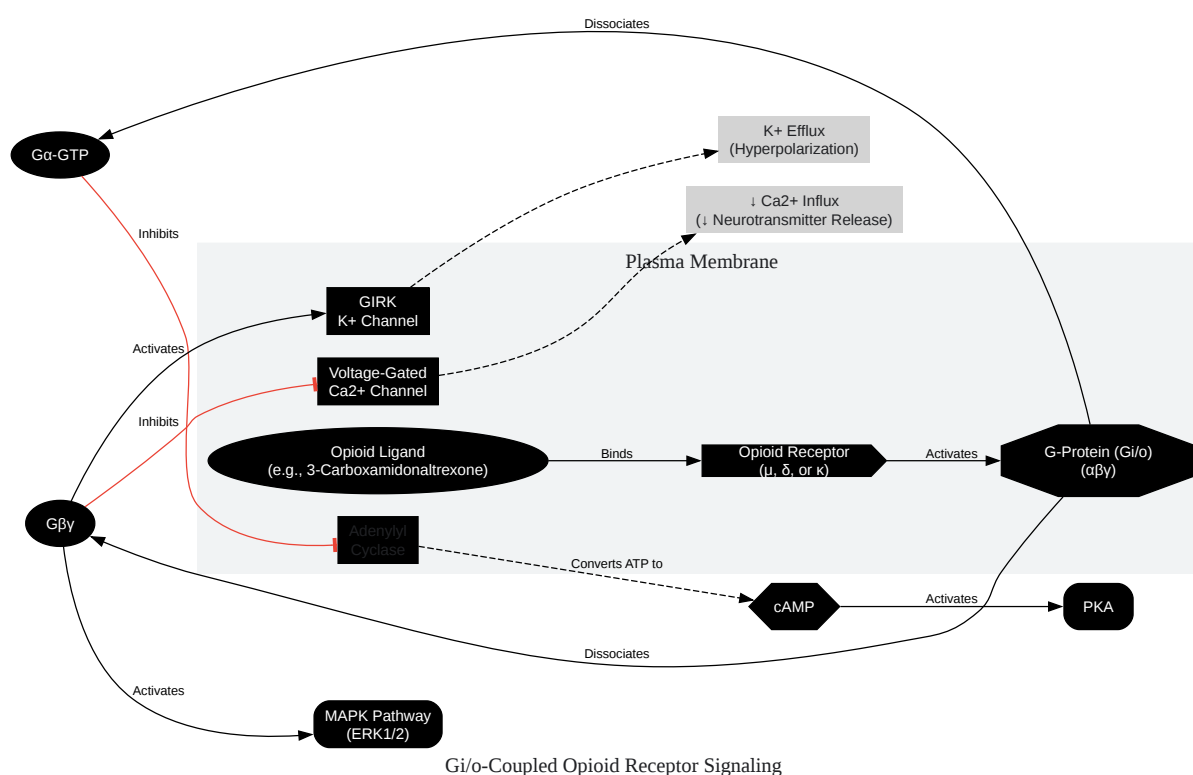 Dissociates
Gα-GTP
K+ Efflux
(Hyperpolarization)
↓ Ca2+ Influx
(↓ Neurotransmitter Release)
Inhibits
Plasma Membrane
GIRK
K+ Channel
Activates
Voltage-Gated
Ca2+ Channel
Inhibits
Opioid Ligand
(e.g., 3-Carboxamidonaltrexone)
Binds
Opioid Receptor
(μ, δ, or κ)
Activates
G-Protein (Gi/o)
(αβγ)
Gβγ
Adenylyl
Cyclase
Converts ATP to
cAMP
Activates
PKA
Dissociates
Activates
MAPK Pathway
(ERK1/2)
Gi/o-Coupled Opioid Receptor Signaling